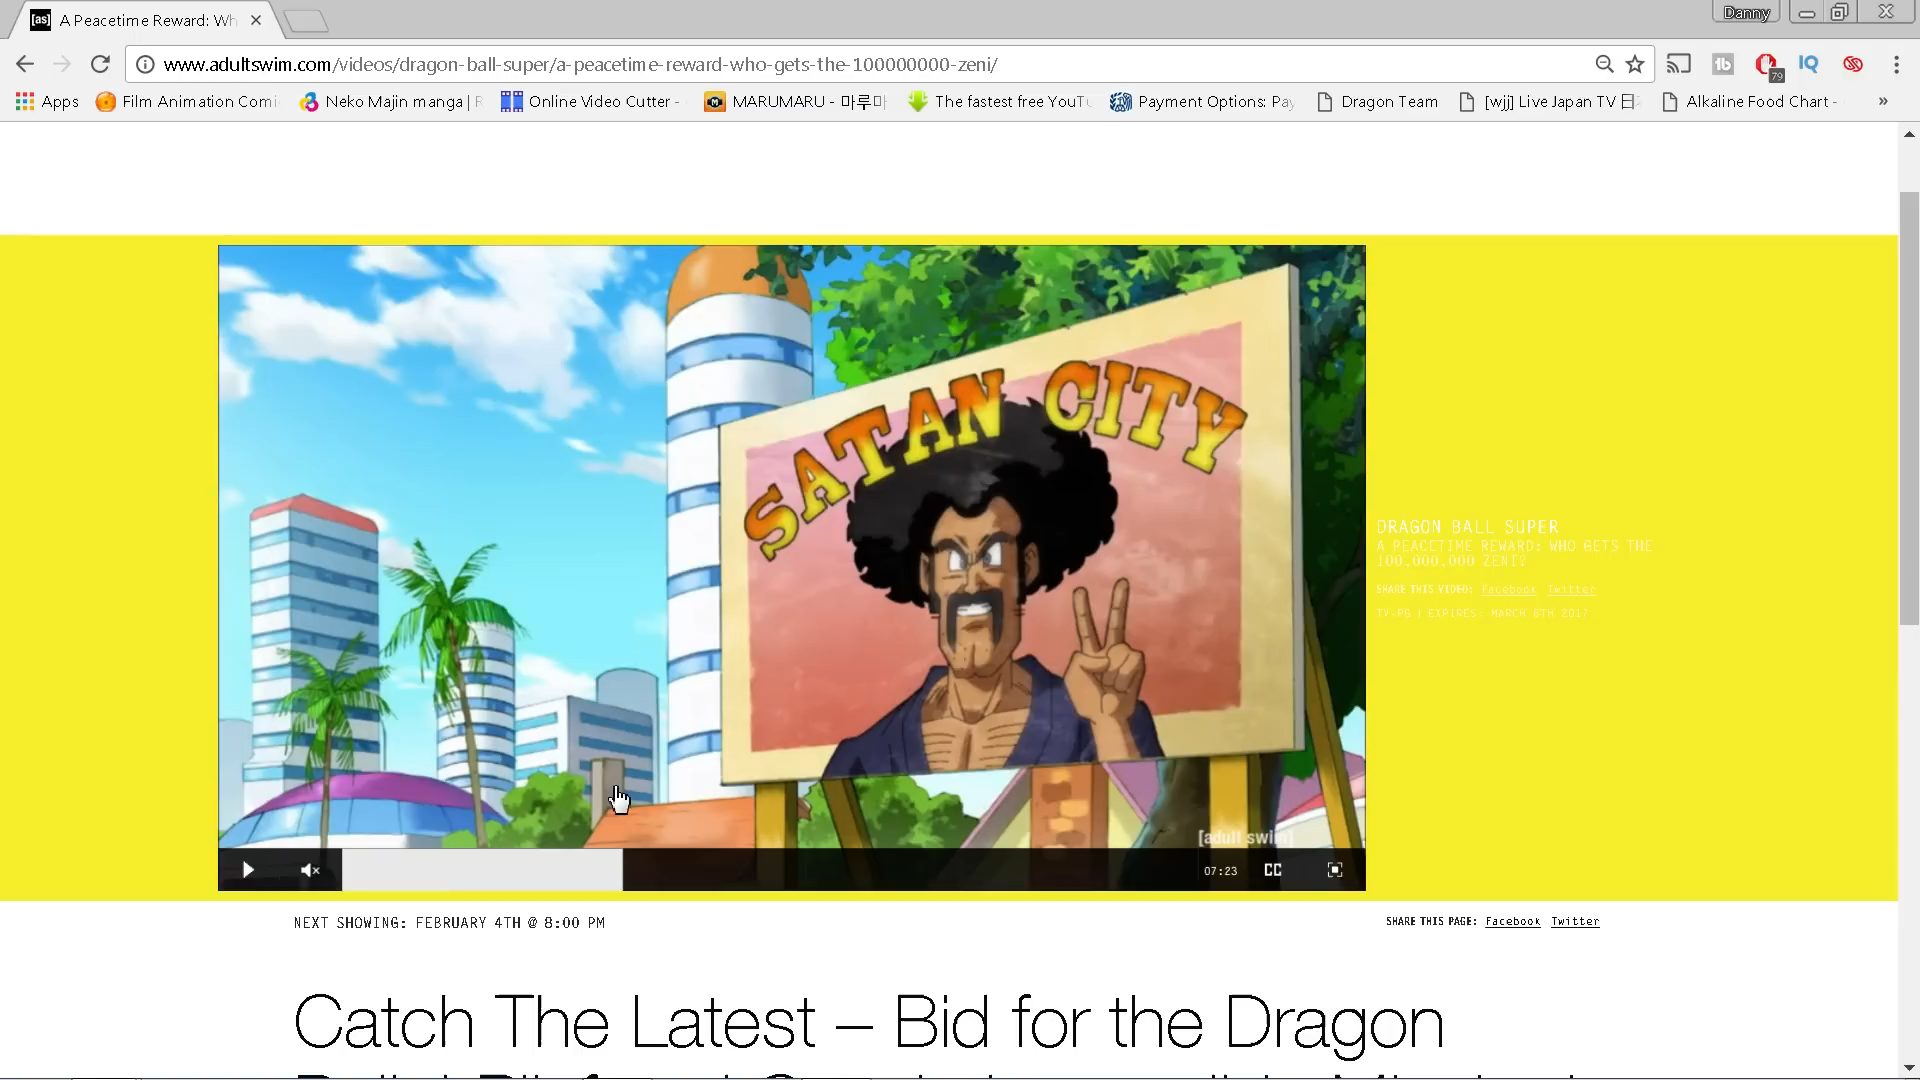 [as] A Peacetime Reward: Wh
Danny
www.adultswim.com/videos/dragon-ball-super/a-peacetime-reward-who-gets-the-100000000-zeni/
79
IQ
Apps Film Animation Comi Neko Majin manga | R Online Video Cutter - MARUMARU - 마루마 The fastest free YouTu Payment Options: Pay Dragon Team [wjj] Live Japan TV 日 Alkaline Food Chart - »
SATAN CITY
[adult swim]
07:23 CC
DRAGON BALL SUPER
A PEACETIME REWARD: WHO GETS THE
100,000,000 ZENI?
SHARE THIS VIDEO: Facebook Twitter
TV-PG | EXPIRES: MARCH 8TH 2017
NEXT SHOWING: FEBRUARY 4TH @ 8:00 PM
SHARE THIS PAGE: Facebook Twitter
Catch The Latest – Bid for the Dragon